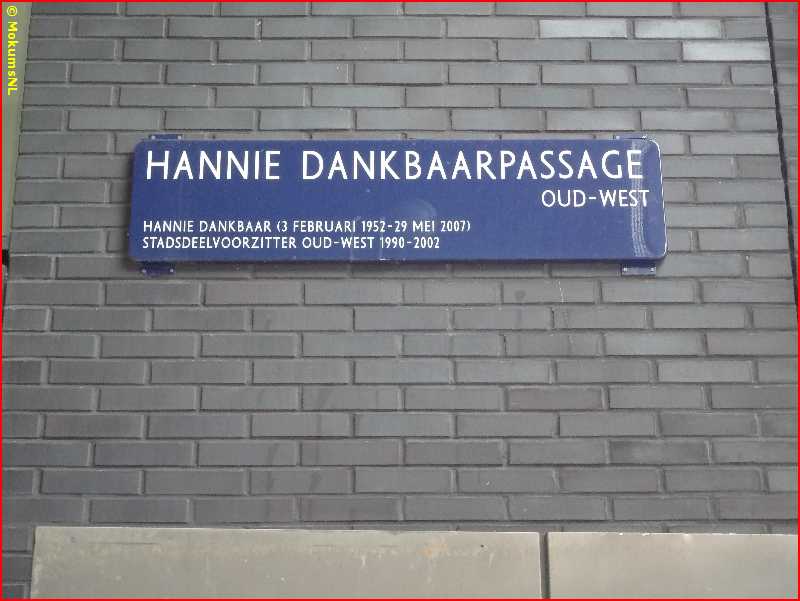 © MokumsNL
HANNIE DANKBAARPASSAGE
OUD-WEST
HANNIE DANKBAAR (3 FEBRUARI 1952-29 MEI 2007)
STADSDEELVOORZITTER OUD-WEST 1990-2002